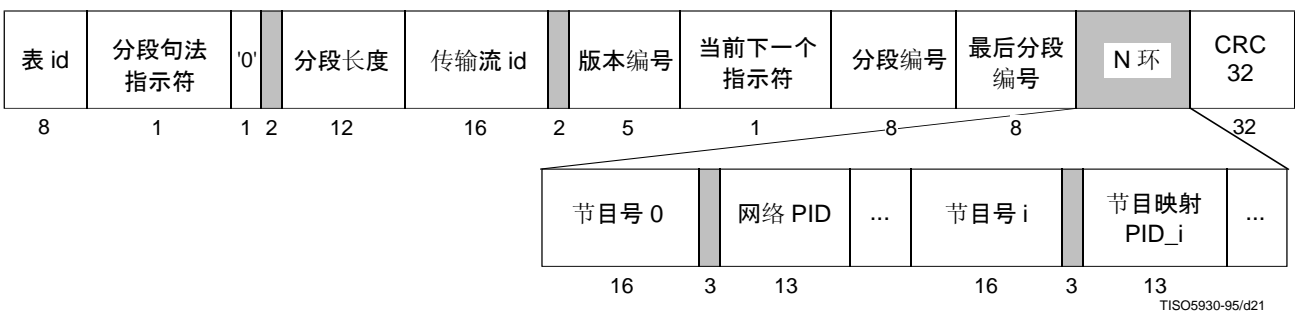 表 id
分段句法
指示符
'0'
分段长度
传输流 id
版本编号
当前下一个
指示符
分段编号
最后分段
编号
N 环
CRC
32
8 1 1 2 12 16 2 5 1 8 8 32
节目号 0
网络 PID
...
节目号 i
节目映射
PID_i
...
16 3 13 16 3 13
TISO5930-95/d21